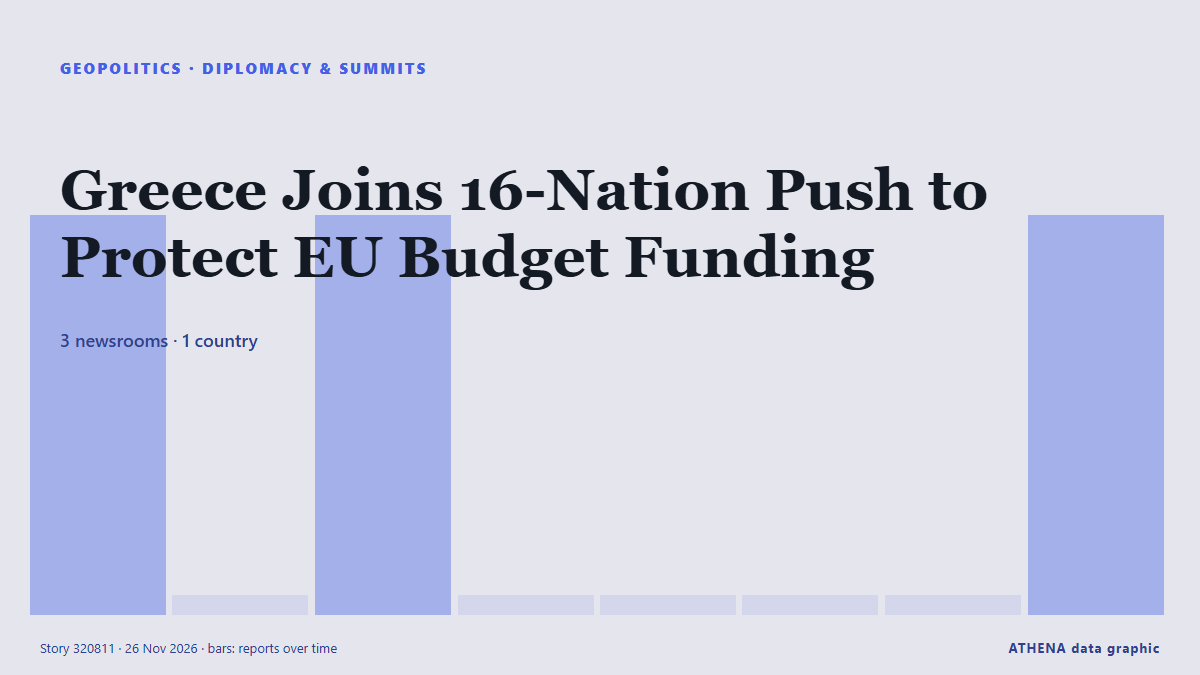 GEOPOLITICS · DIPLOMACY & SUMMITS
Greece Joins 16-Nation Push to
Protect EU Budget Funding
3 newsrooms · 1 country
Story 320811 · 26 Nov 2026 · bars: reports over time
ATHENA data graphic